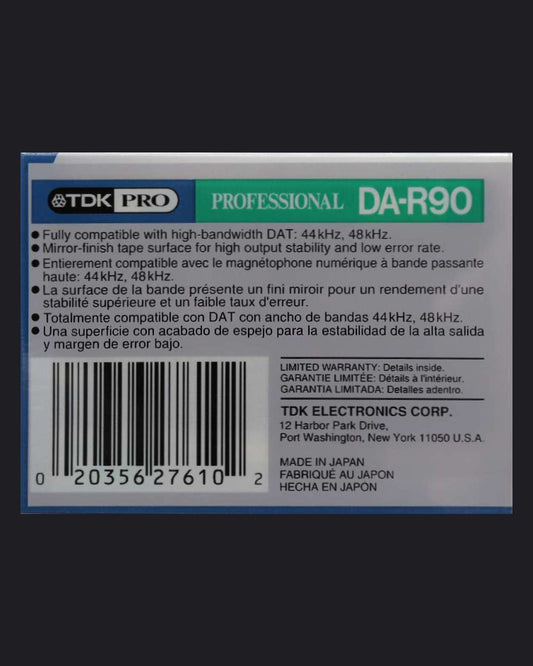 TDK PRO PROFESSIONAL DA-R90
● Fully compatible with high-bandwidth DAT: 44kHz, 48kHz.
● Mirror-finish tape surface for high output stability and low error rate.
● Entierement compatible avec le magnétophone numérique à bande passante
haute: 44kHz, 48kHz.
● La surface de la bande présente un fini miroir pour un rendement d'une
stabilité supérieure et un faible taux d'erreur.
● Totalmente compatible con DAT con ancho de bandas 44kHz, 48kHz.
● Una superficie con acabado de espejo para la estabilidad de la alta salida
y margen de error bajo.
LIMITED WARRANTY: Details inside.
GARANTIE LIMITÉE: Détails à l'intérieur.
GARANTIA LIMITADA: Detalles adentro.
TDK ELECTRONICS CORP.
12 Harbor Park Drive,
Port Washington, New York 11050 U.S.A.
MADE IN JAPAN
FABRIQUÉ AU JAPON
HECHA EN JAPON
0 20356 27610 2